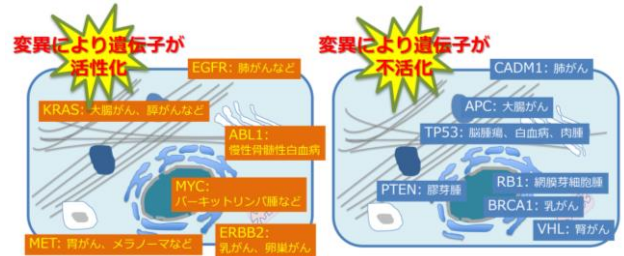 変異により遺伝子が
活性化
EGFR: 肺がんなど
KRAS: 大腸がん、膵がんなど
ABL1:
慢性骨髄性白血病
MYC:
バーキットリンパ腫など
MET: 胃がん、メラノーマなど
ERBB2:
乳がん、卵巣がん
変異により遺伝子が
不活化
CADM1: 肺がん
APC: 大腸がん
TP53: 脳腫瘍、白血病、肉腫
PTEN: 膠芽腫
RB1: 網膜芽細胞腫
BRCA1: 乳がん
VHL: 腎がん